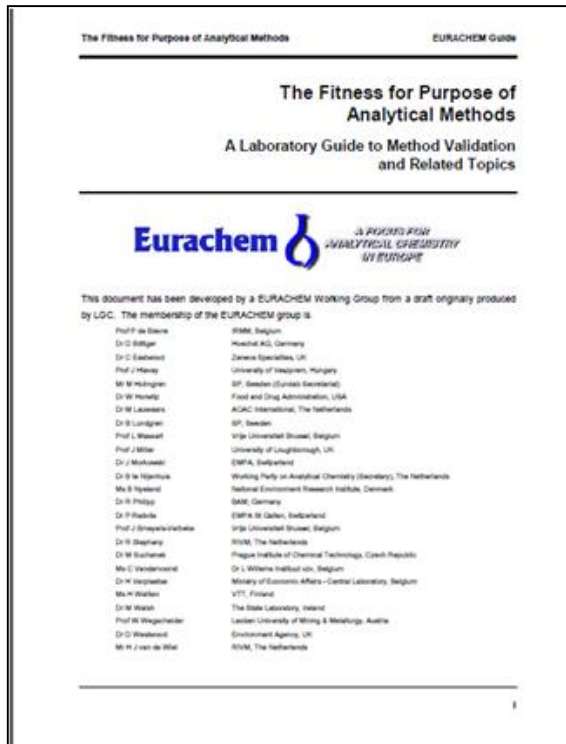 The Fitness for Purpose of Analytical Methods EURACHEM Guide
The Fitness for Purpose of
Analytical Methods
A Laboratory Guide to Method Validation
and Related Topics
Eurachem
A FOCUS FOR
ANALYTICAL CHEMISTRY
IN EUROPE
This document has been developed by a EURACHEM Working Group from a draft originally produced
by LGC. The membership of the EURACHEM group is
Prof P de Bievre IRMM, Belgium
Dr D Böttger Hoechst AG, Germany
Dr C Eastwood Zeneca Specialties, UK
Prof J Hlavay University of Veszprem, Hungary
Mr M Holmgren SP, Sweden (Eurolab Secretariat)
Dr W Horwitz Food and Drug Administration, USA
Dr M Lauwaars AOAC International, The Netherlands
Dr B Lundgren SP, Sweden
Prof L Massart Vrije Universiteit Brussel, Belgium
Prof J Miller University of Loughborough, UK
Dr J Morkowski EMPA, Switzerland
Dr B te Nijenhuis Working Party on Analytical Chemistry (Secretary), The Netherlands
Ms B Nyeland National Environment Research Institute, Denmark
Dr R Philipp BAM, Germany
Dr P Radvila EMPA St Gallen, Switzerland
Prof J Smeyers-Verbeke Vrije Universiteit Brussel, Belgium
Dr R Stephany RIVM, The Netherlands
Dr M Suchanek Prague Institute of Chemical Technology, Czech Republic
Ms C Vandervoorst Dr L Willems Instituut vzw, Belgium
Dr H Verplaetse Ministry of Economic Affairs - Central Laboratory, Belgium
Ms H Wallien VTT, Finland
Dr M Walsh The State Laboratory, Ireland
Prof W Wegscheider Leoben University of Mining & Metallurgy, Austria
Dr D Westwood Environment Agency, UK
Mr H J van de Wiel RIVM, The Netherlands